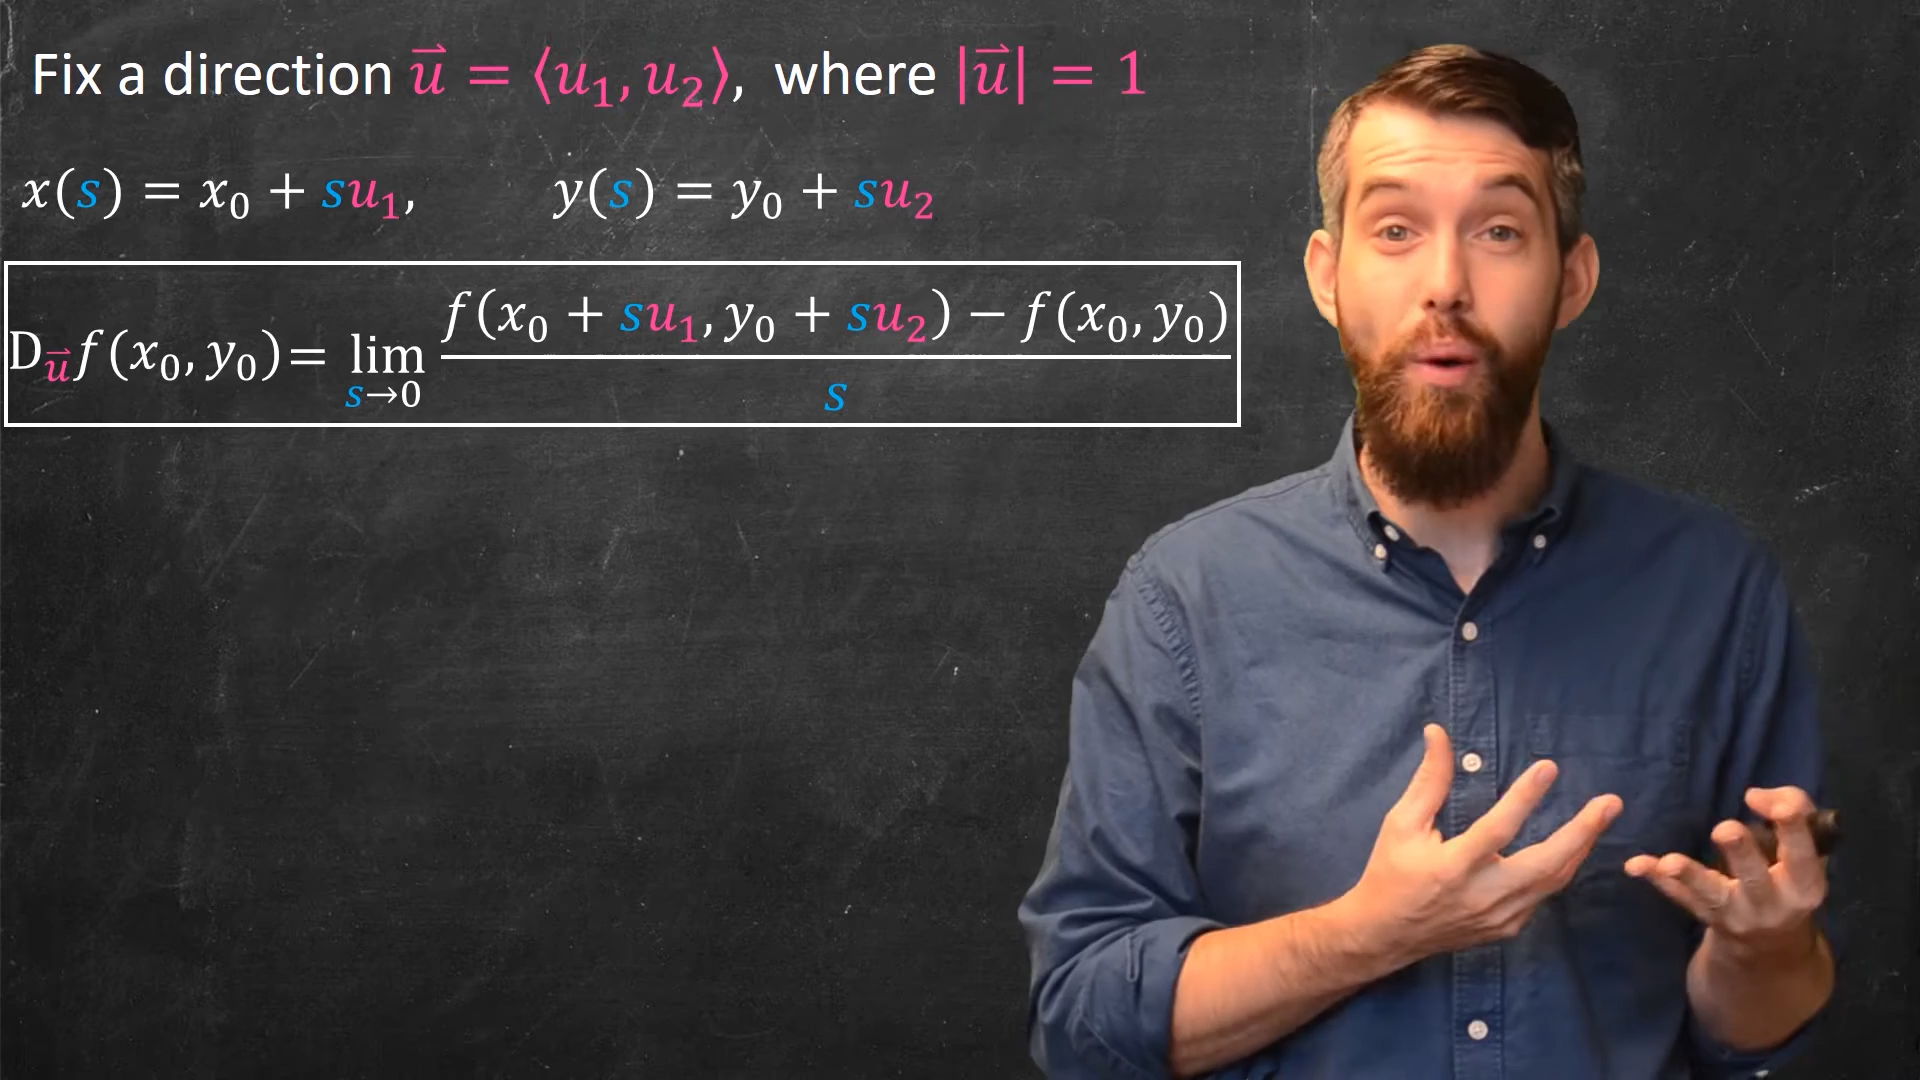 Fix a direction u⃗ = ⟨u₁, u₂⟩, where |u⃗| = 1
x(s) = x₀ + su₁, y(s) = y₀ + su₂
D_u⃗ f(x₀, y₀) = lim_{s→0} (f(x₀ + su₁, y₀ + su₂) − f(x₀, y₀)) / s